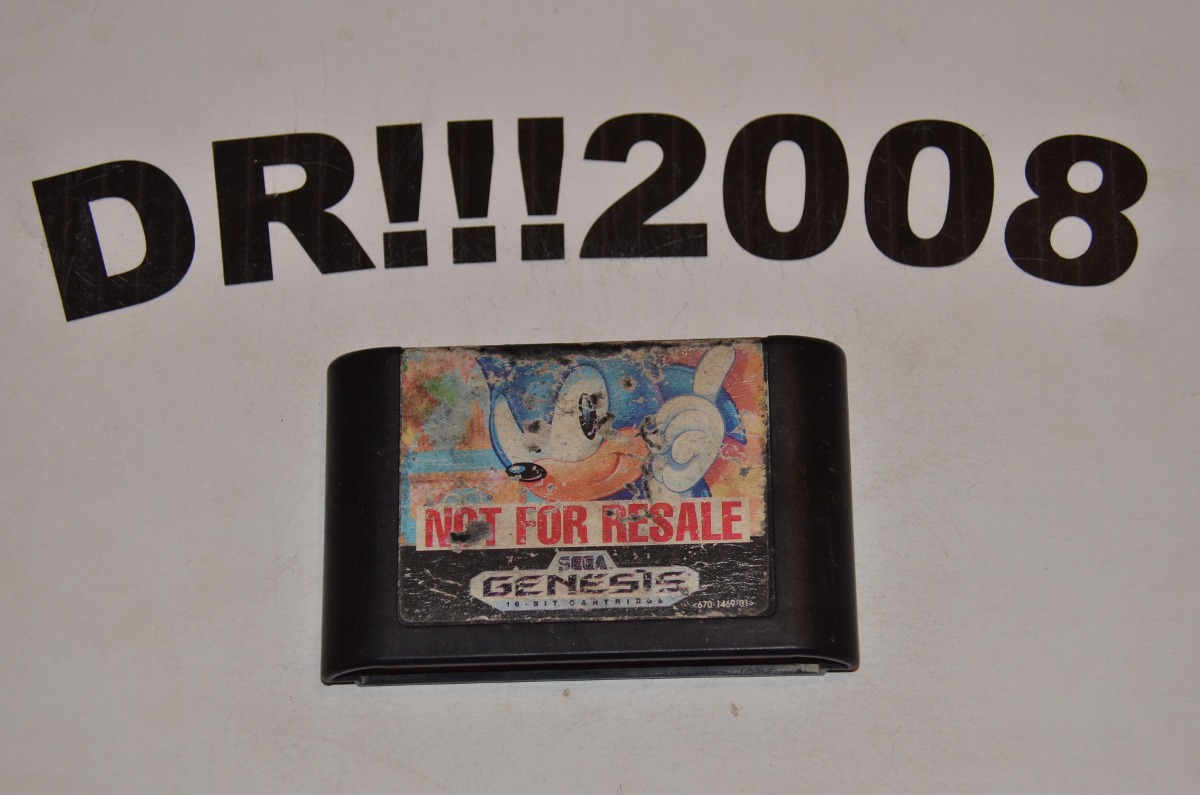 DR!!!2008
NOT FOR RESALE
SEGA
GENESIS
16-BIT CARTRIDGE
<670-1469-01>